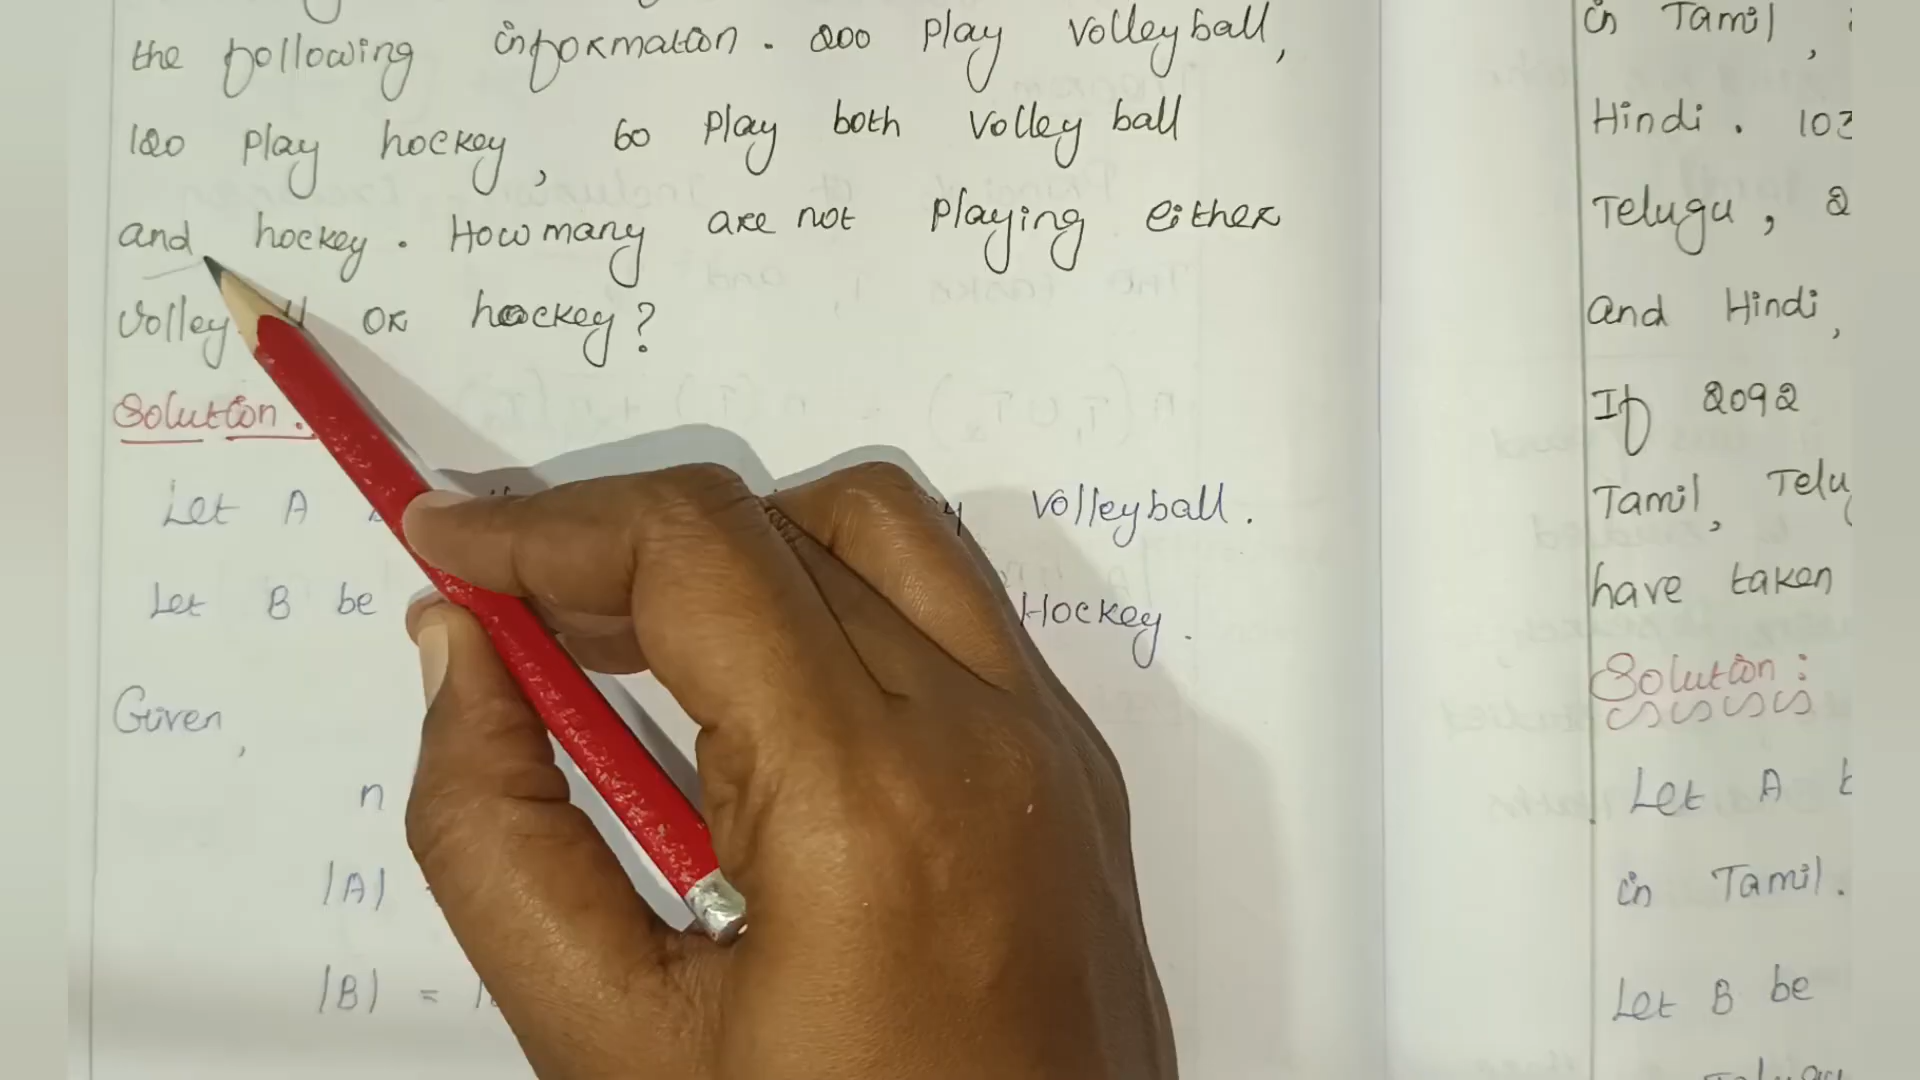 the following information. 200 play volleyball,
120 play hockey, 60 play both volley ball
and hockey. How many are not playing either
volley or hockey?
Solution.
Let A volleyball.
Let B be Hockey.
Given,
n
|A|
|B| =
in Tamil,
Hindi. 103
Telugu, 2
and Hindi,
If 2092
Tamil, Telu
have taken
Solution:
Let A
in Tamil.
Let B be